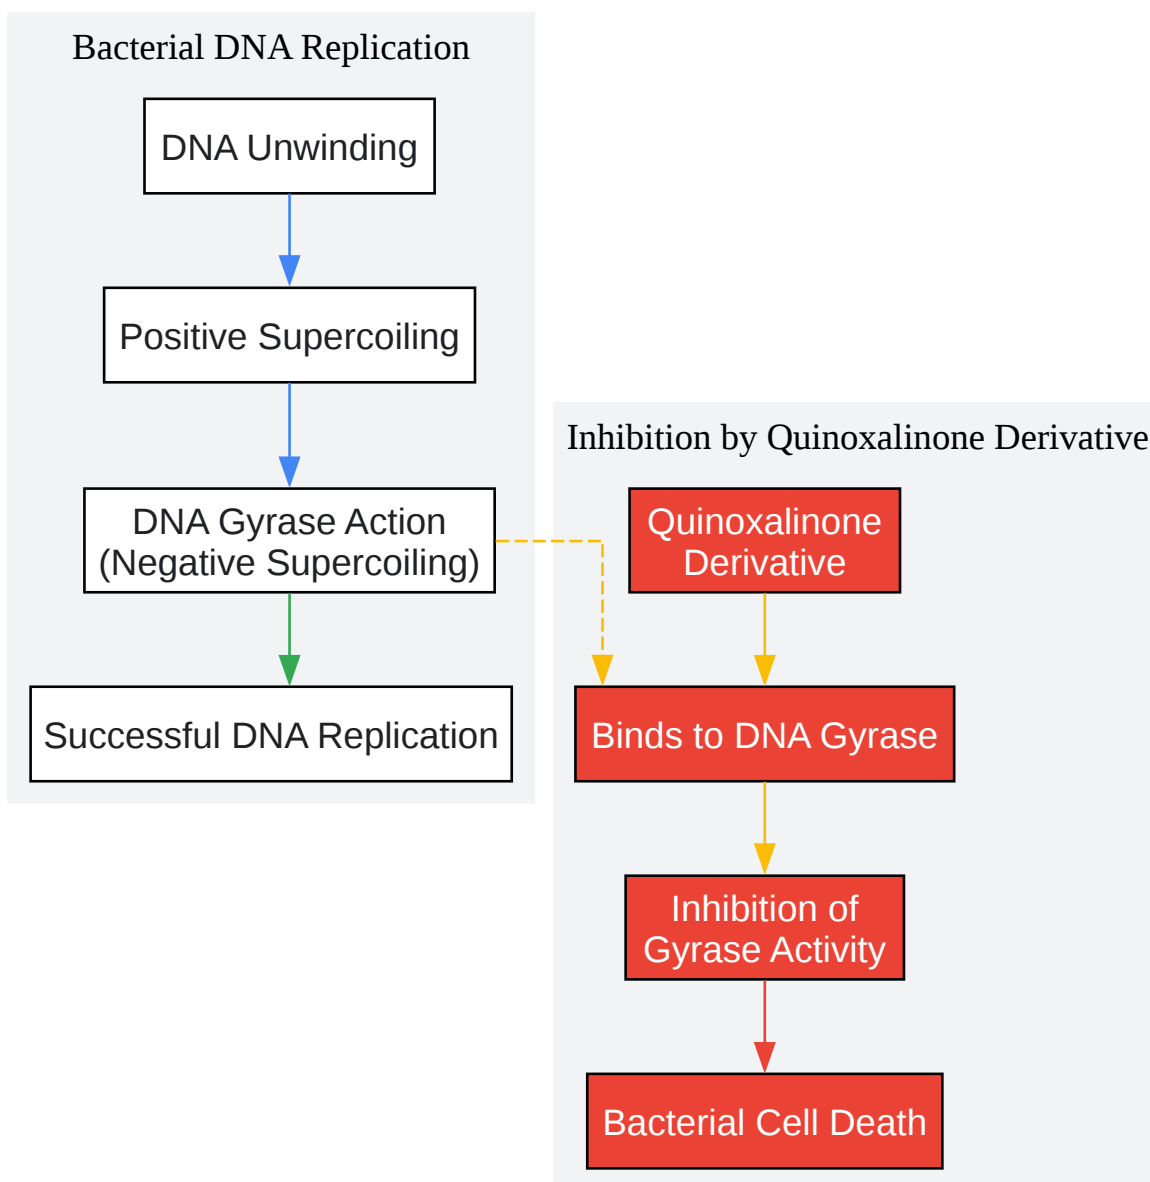 Bacterial DNA Replication
DNA Unwinding
Positive Supercoiling
DNA Gyrase Action
(Negative Supercoiling)
Successful DNA Replication
Inhibition by Quinoxalinone Derivative
Quinoxalinone
Derivative
Binds to DNA Gyrase
Inhibition of
Gyrase Activity
Bacterial Cell Death